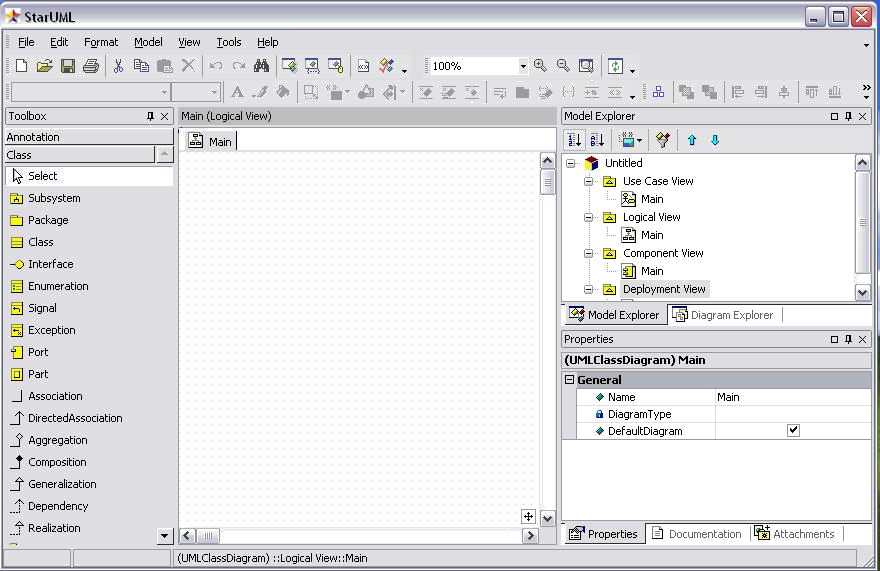 StarUML
File Edit Format Model View Tools Help
100%
Toolbox
Annotation
Class
Select
Subsystem
Package
Class
Interface
Enumeration
Signal
Exception
Port
Part
Association
DirectedAssociation
Aggregation
Composition
Generalization
Dependency
Realization
Main (Logical View)
Main
Model Explorer
Untitled
Use Case View
Main
Logical View
Main
Component View
Main
Deployment View
Model Explorer Diagram Explorer
Properties
(UMLClassDiagram) Main
General
Name Main
DiagramType
DefaultDiagram
Properties Documentation Attachments
(UMLClassDiagram) ::Logical View::Main